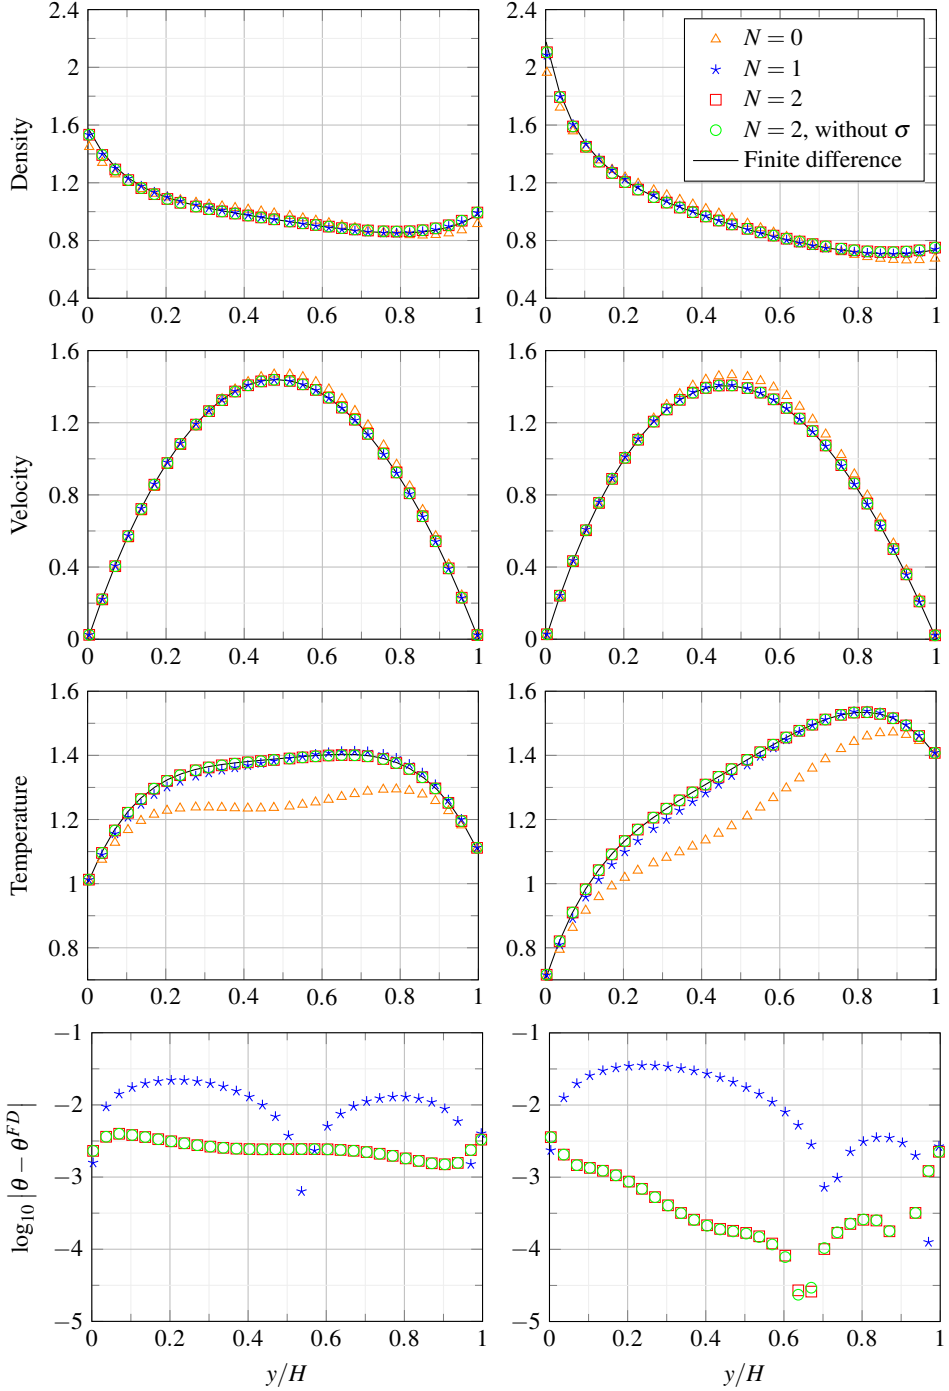 2.4
2
1.6
1.2
0.8
0.4
Density
0 0.2 0.4 0.6 0.8 1
2.4
2
1.6
1.2
0.8
0.4
0 0.2 0.4 0.6 0.8 1
N = 0
N = 1
N = 2
N = 2, without σ
Finite difference
1.6
1.2
0.8
0.4
0
Velocity
0 0.2 0.4 0.6 0.8 1
1.6
1.2
0.8
0.4
0
0 0.2 0.4 0.6 0.8 1
1.6
1.4
1.2
1
0.8
Temperature
0 0.2 0.4 0.6 0.8 1
1.6
1.4
1.2
1
0.8
0 0.2 0.4 0.6 0.8 1
−1
−2
−3
−4
−5
log₁₀ |θ − θ^{FD}|
0 0.2 0.4 0.6 0.8 1
y/H
−1
−2
−3
−4
−5
0 0.2 0.4 0.6 0.8 1
y/H